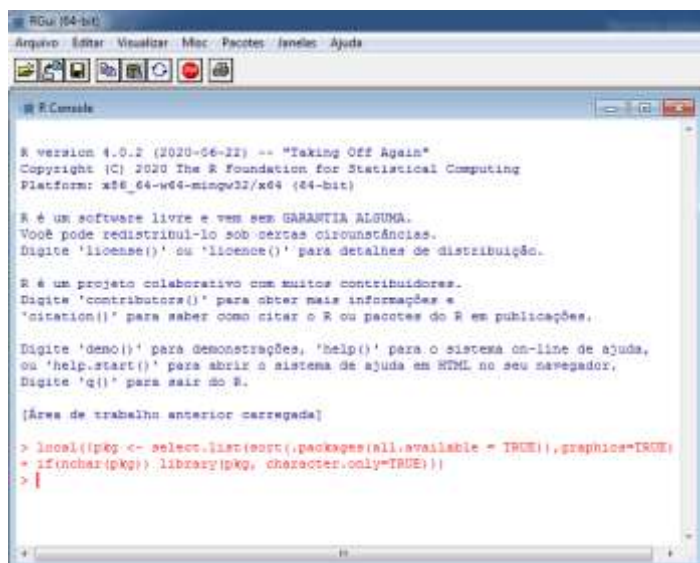 RGui (64-bit)
Arquivo Editar Visualizar Misc Pacotes Janelas Ajuda
R Console
R version 4.0.2 (2020-06-22) -- "Taking Off Again"
Copyright (C) 2020 The R Foundation for Statistical Computing
Platform: x86_64-w64-mingw32/x64 (64-bit)
R é um software livre e vem sem GARANTIA ALGUMA.
Você pode redistribuí-lo sob certas circunstâncias.
Digite 'license()' ou 'licence()' para detalhes de distribuição.
R é um projeto colaborativo com muitos contribuidores.
Digite 'contributors()' para obter mais informações e
'citation()' para saber como citar o R ou pacotes do R em publicações.
Digite 'demo()' para demonstrações, 'help()' para o sistema on-line de ajuda,
ou 'help.start()' para abrir o sistema de ajuda em HTML no seu navegador.
Digite 'q()' para sair do R.
[Área de trabalho anterior carregada]
> local({pkg <- select.list(sort(.packages(all.available = TRUE)),graphics=TRUE)
+ if(nchar(pkg)) library(pkg, character.only=TRUE)})
>